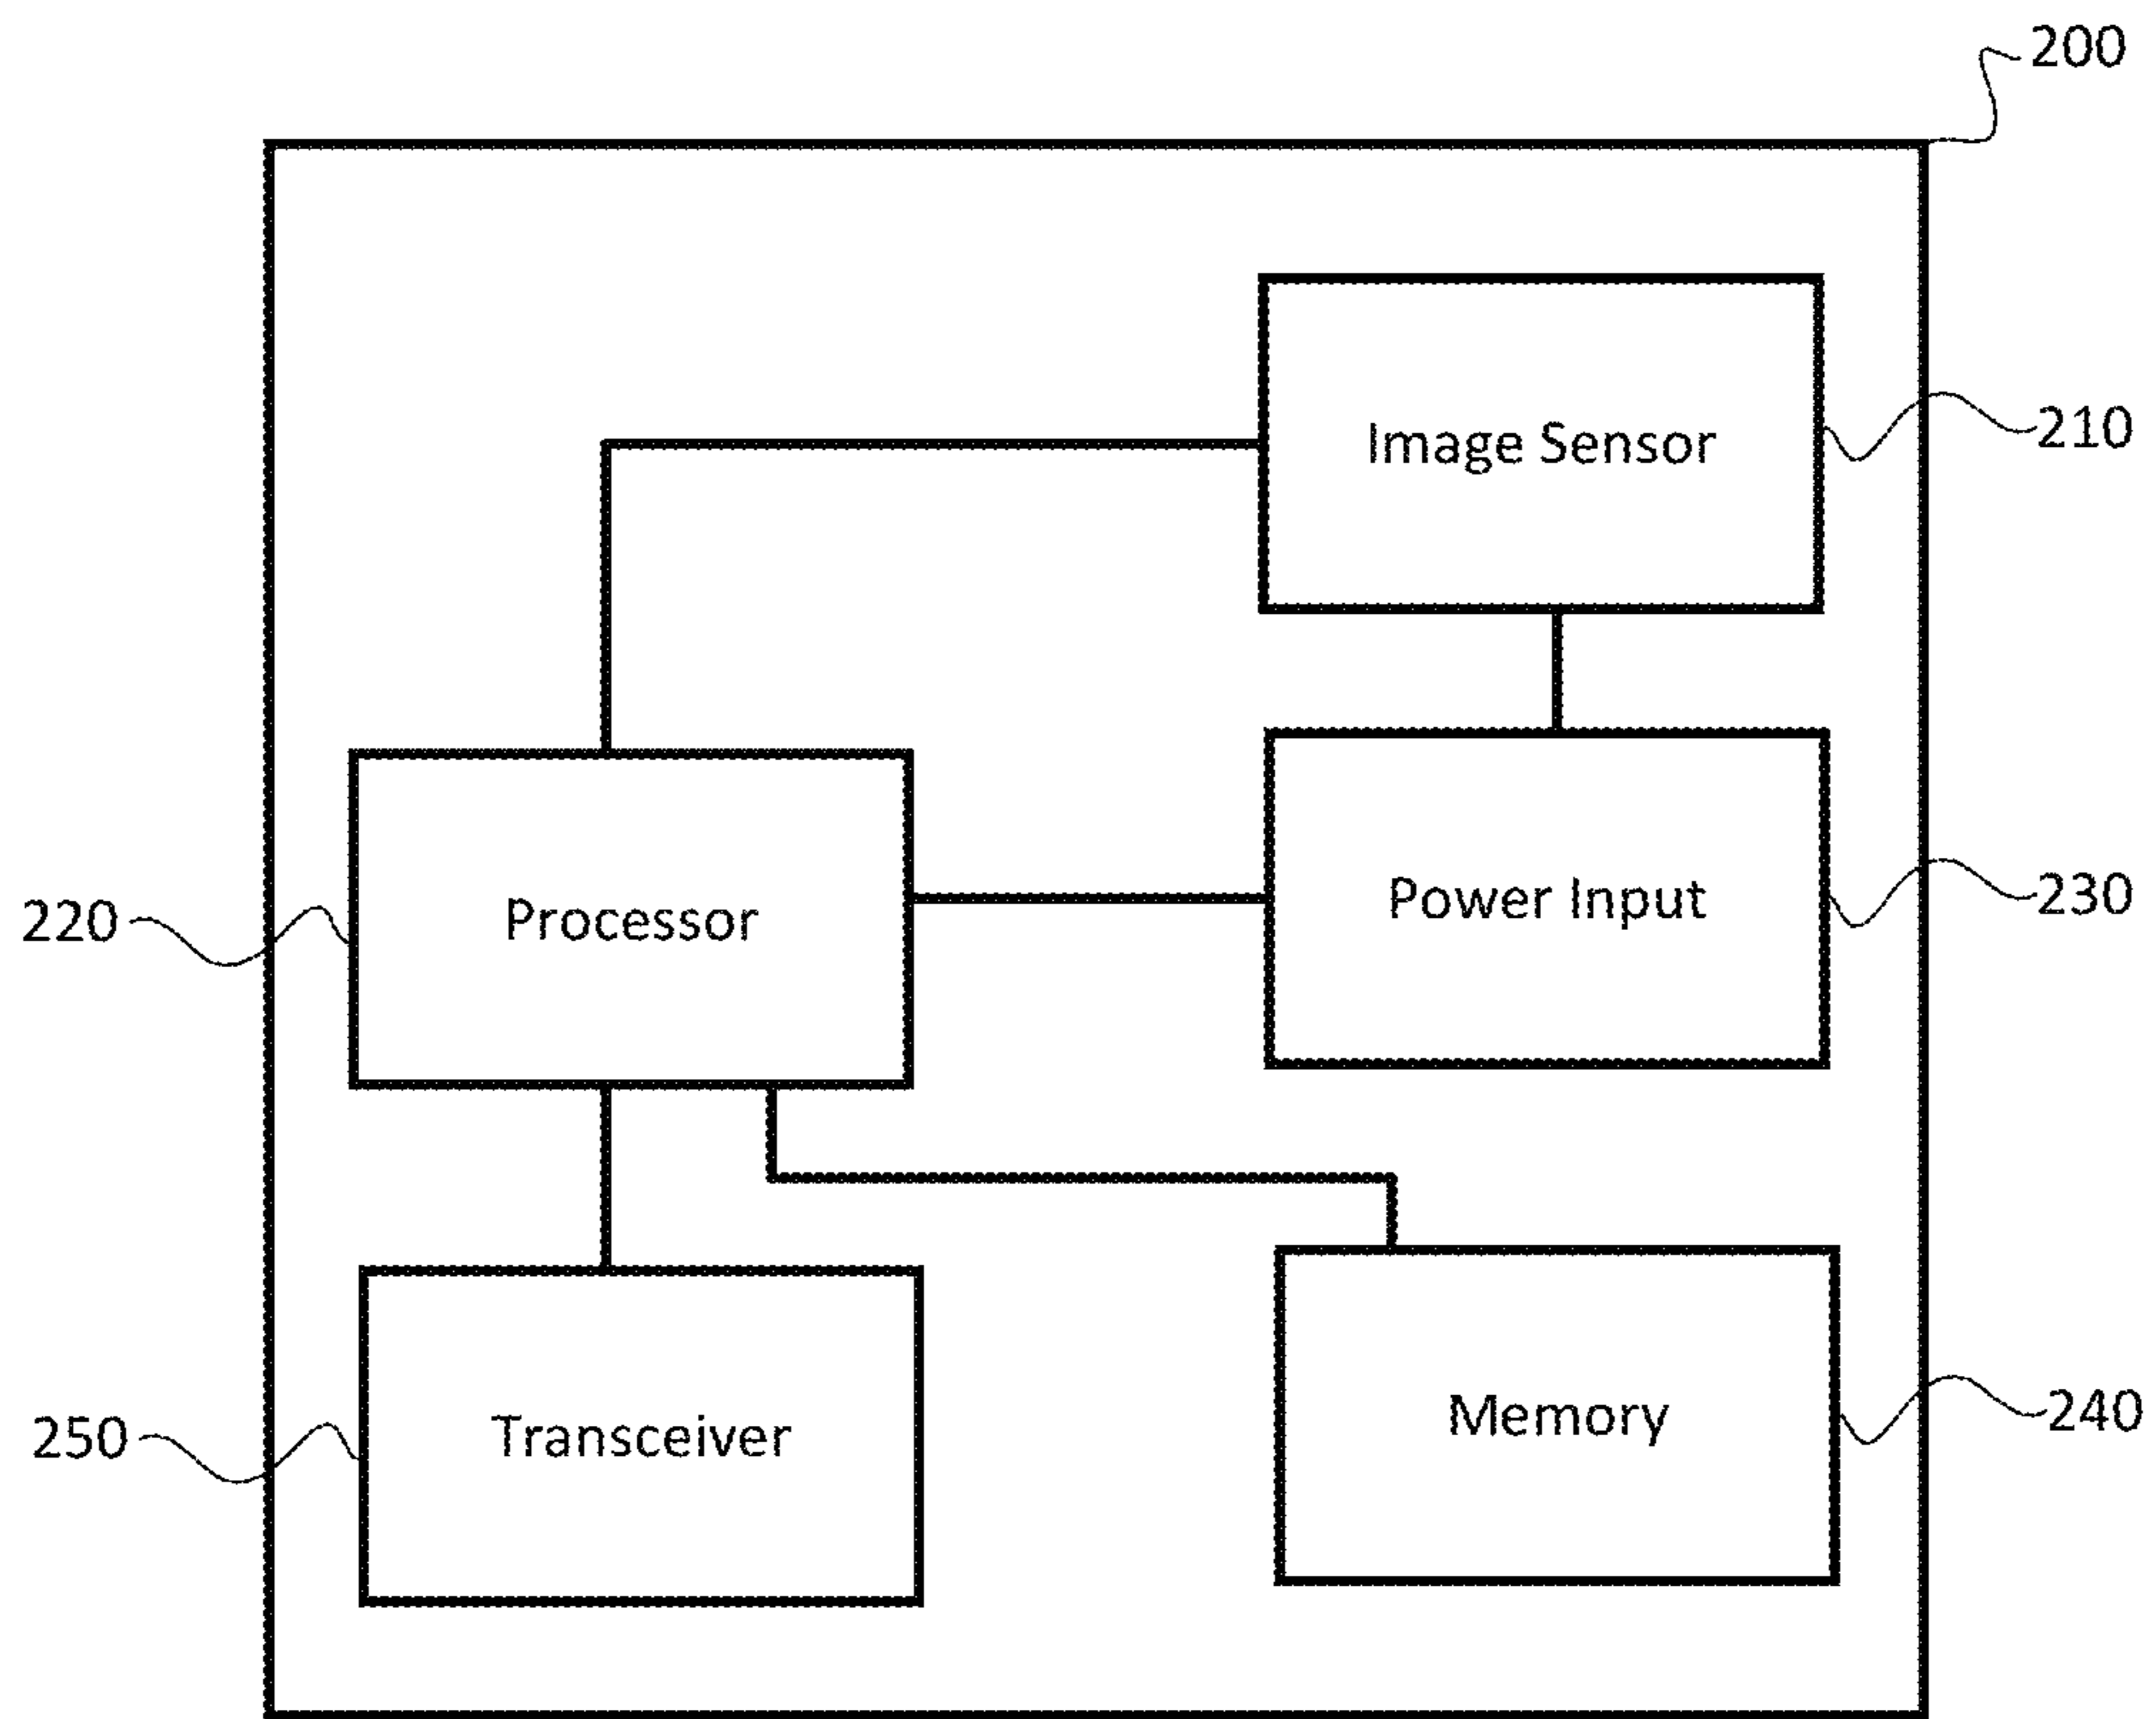 200
Image Sensor
210
Power Input
230
220
Processor
250
Transceiver
Memory
240